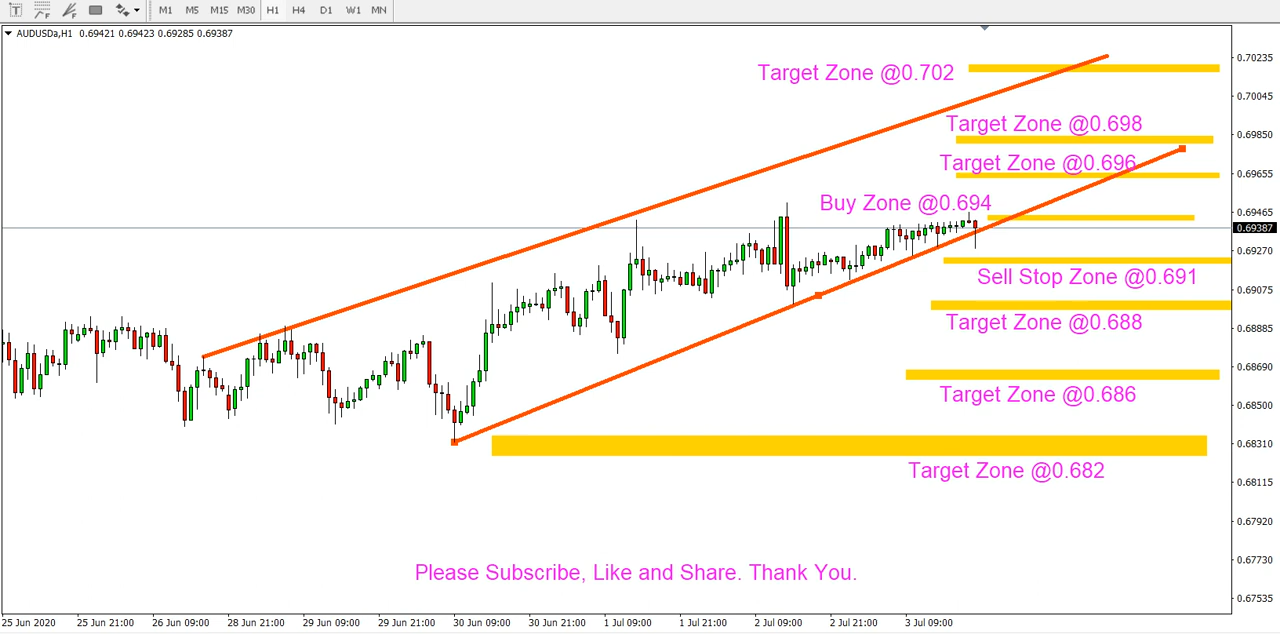 T F F M1 M5 M15 M30 H1 H4 D1 W1 MN
AUDUSDa,H1 0.69421 0.69423 0.69285 0.69387
0.70235
Target Zone @0.702
0.70045
Target Zone @0.698
0.69850
Target Zone @0.696
0.69655
Buy Zone @0.694
0.69465
0.69387
0.69270
Sell Stop Zone @0.691
0.69075
Target Zone @0.688
0.68885
0.68690
Target Zone @0.686
0.68500
0.68310
Target Zone @0.682
0.68115
0.67920
0.67730
Please Subscribe, Like and Share. Thank You.
0.67535
25 Jun 2020 25 Jun 21:00 26 Jun 09:00 28 Jun 21:00 29 Jun 09:00 29 Jun 21:00 30 Jun 09:00 30 Jun 21:00 1 Jul 09:00 1 Jul 21:00 2 Jul 09:00 2 Jul 21:00 3 Jul 09:00